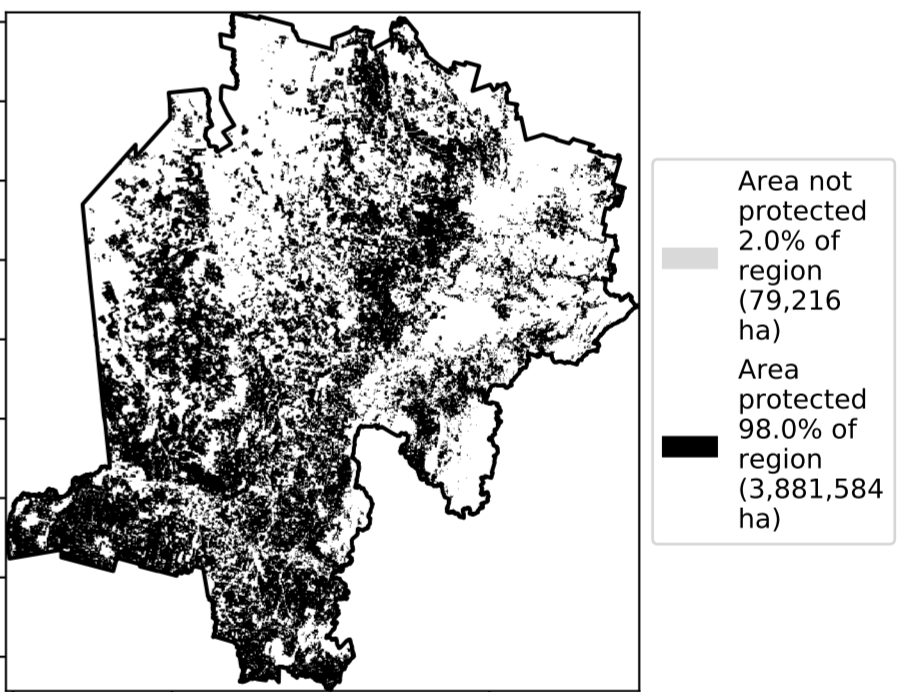 Area not
protected
2.0% of
region
(79,216
ha)
Area
protected
98.0% of
region
(3,881,584
ha)